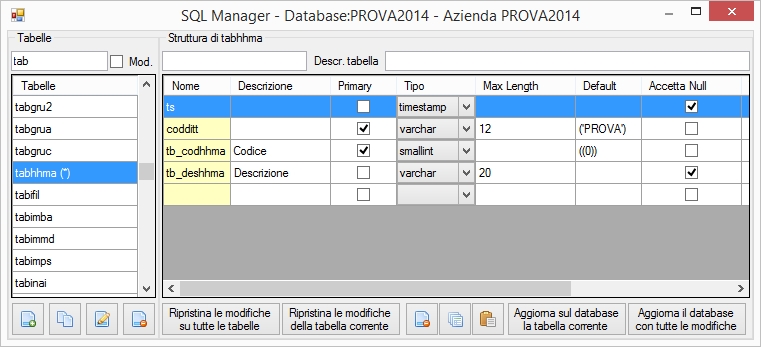 SQL Manager - Database:PROVA2014 - Azienda PROVA2014
Tabelle
Struttura di tabhhma
tab
Mod.
Descr. tabella
Tabelle
tabgru2
tabgrua
tabgruc
tabhhma (*)
tabifil
tabimba
tabimmd
tabimps
tabinai
Nome Descrizione Primary Tipo Max Length Default Accetta Null
ts timestamp
codditt varchar 12 ('PROVA')
tb_codhhma Codice smallint ((0))
tb_deshhma Descrizione varchar 20
Ripristina le modifiche
su tutte le tabelle
Ripristina le modifiche
della tabella corrente
Aggiorna sul database
la tabella corrente
Aggiorna il database
con tutte le modifiche